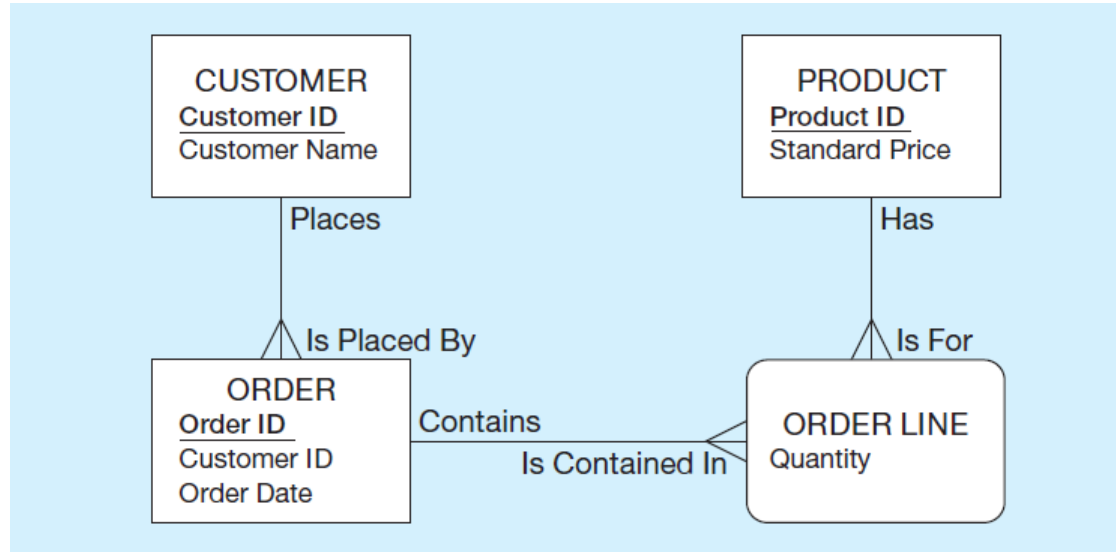 CUSTOMER
Customer ID
Customer Name
PRODUCT
Product ID
Standard Price
Places
Has
Is Placed By
Is For
ORDER
Order ID
Customer ID
Order Date
Contains
Is Contained In
ORDER LINE
Quantity